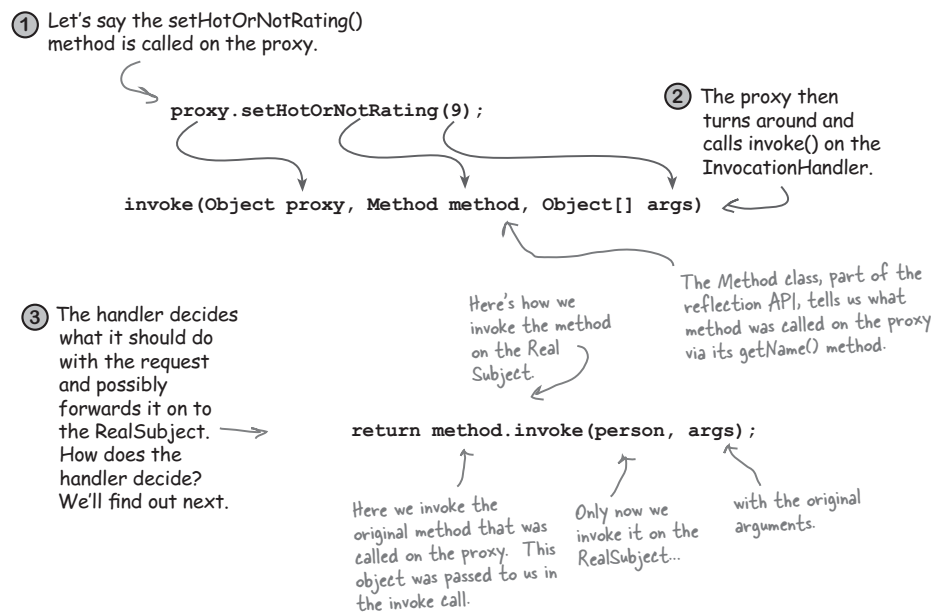 1 Let's say the setHotOrNotRating()
method is called on the proxy.
proxy.setHotOrNotRating(9);
2 The proxy then
turns around and
calls invoke() on the
InvocationHandler.
invoke(Object proxy, Method method, Object[] args)
The Method class, part of the
reflection API, tells us what
method was called on the proxy
via its getName() method.
Here's how we
invoke the method
on the Real
Subject.
3 The handler decides
what it should do
with the request
and possibly
forwards it on to
the RealSubject.
How does the
handler decide?
We'll find out next.
return method.invoke(person, args);
Here we invoke the
original method that was
called on the proxy. This
object was passed to us in
the invoke call.
Only now we
invoke it on the
RealSubject...
with the original
arguments.